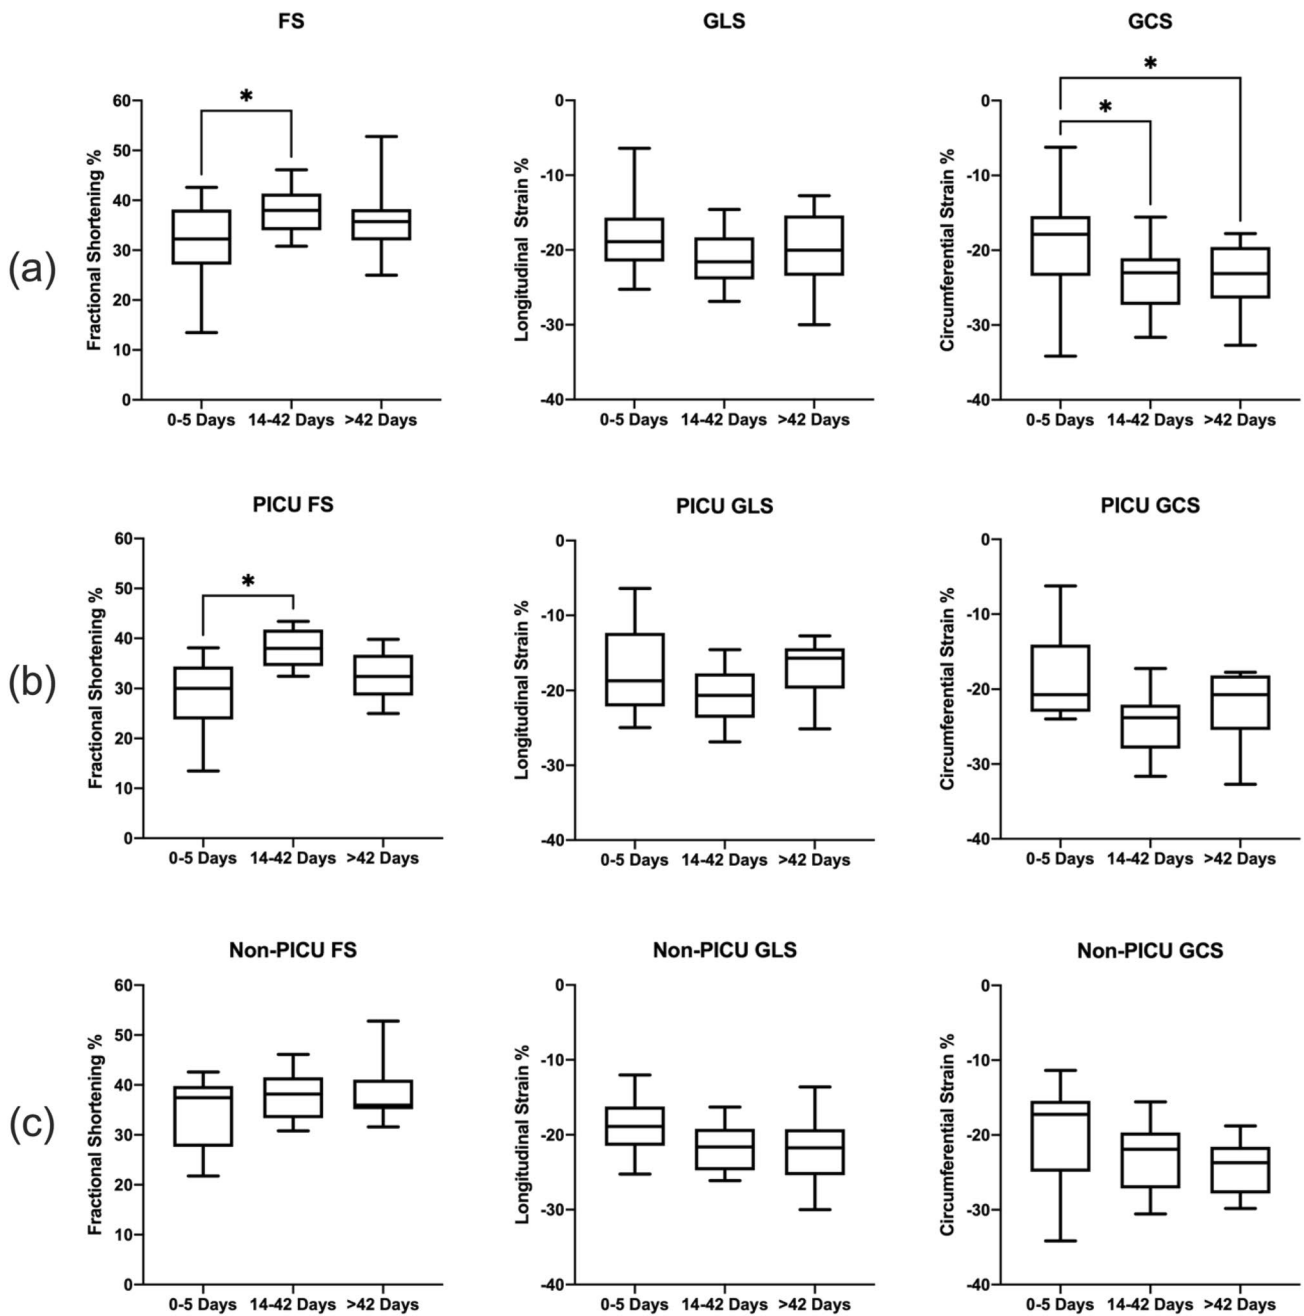 FS
GLS
GCS
(a)
Fractional Shortening %
60
50
40
30
20
10
0
*
0-5 Days 14-42 Days >42 Days
Longitudinal Strain %
0
-10
-20
-30
-40
0-5 Days 14-42 Days >42 Days
Circumferential Strain %
0
-10
-20
-30
-40
*
*
0-5 Days 14-42 Days >42 Days
PICU FS
PICU GLS
PICU GCS
(b)
Fractional Shortening %
60
50
40
30
20
10
0
*
0-5 Days 14-42 Days >42 Days
Longitudinal Strain %
0
-10
-20
-30
-40
0-5 Days 14-42 Days >42 Days
Circumferential Strain %
0
-10
-20
-30
-40
0-5 Days 14-42 Days >42 Days
Non-PICU FS
Non-PICU GLS
Non-PICU GCS
(c)
Fractional Shortening %
60
50
40
30
20
10
0
0-5 Days 14-42 Days >42 Days
Longitudinal Strain %
0
-10
-20
-30
-40
0-5 Days 14-42 Days >42 Days
Circumferential Strain %
0
-10
-20
-30
-40
0-5 Days 14-42 Days >42 Days